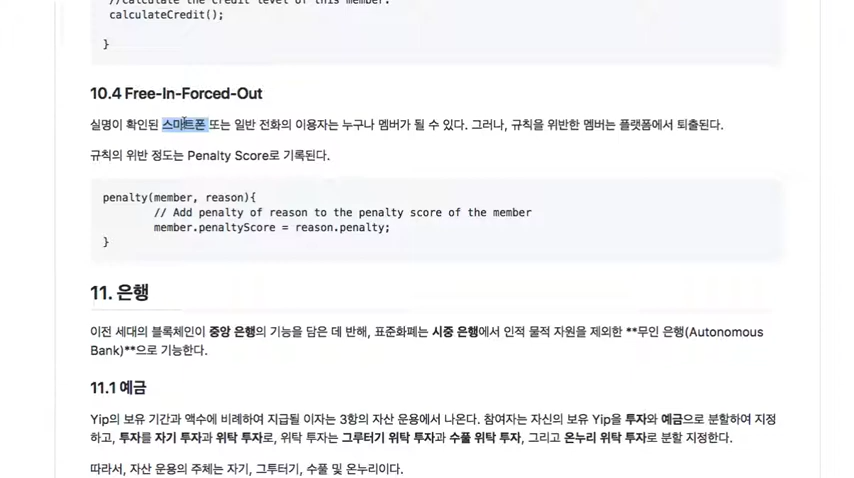 //calculate the credit level of this member.
calculateCredit();
}
10.4 Free-In-Forced-Out
실명이 확인된 스마트폰 또는 일반 전화의 이용자는 누구나 멤버가 될 수 있다. 그러나, 규칙을 위반한 멤버는 플랫폼에서 퇴출된다.
규칙의 위반 정도는 Penalty Score로 기록된다.
penalty(member, reason){
// Add penalty of reason to the penalty score of the member
member.penaltyScore = reason.penalty;
}
11. 은행
이전 세대의 블록체인이 중앙 은행의 기능을 담은 데 반해, 표준화폐는 시중 은행에서 인적 물적 자원을 제외한 **무인 은행(Autonomous
Bank)**으로 기능한다.
11.1 예금
Yip의 보유 기간과 액수에 비례하여 지급될 이자는 3항의 자산 운용에서 나온다. 참여자는 자신의 보유 Yip을 투자와 예금으로 분할하여 지정
하고, 투자를 자기 투자과 위탁 투자로, 위탁 투자는 그루터기 위탁 투자과 수풀 위탁 투자, 그리고 온누리 위탁 투자로 분할 지정한다.
따라서, 자산 운용의 주체는 자기, 그투터기, 수풀 및 온누리이다.